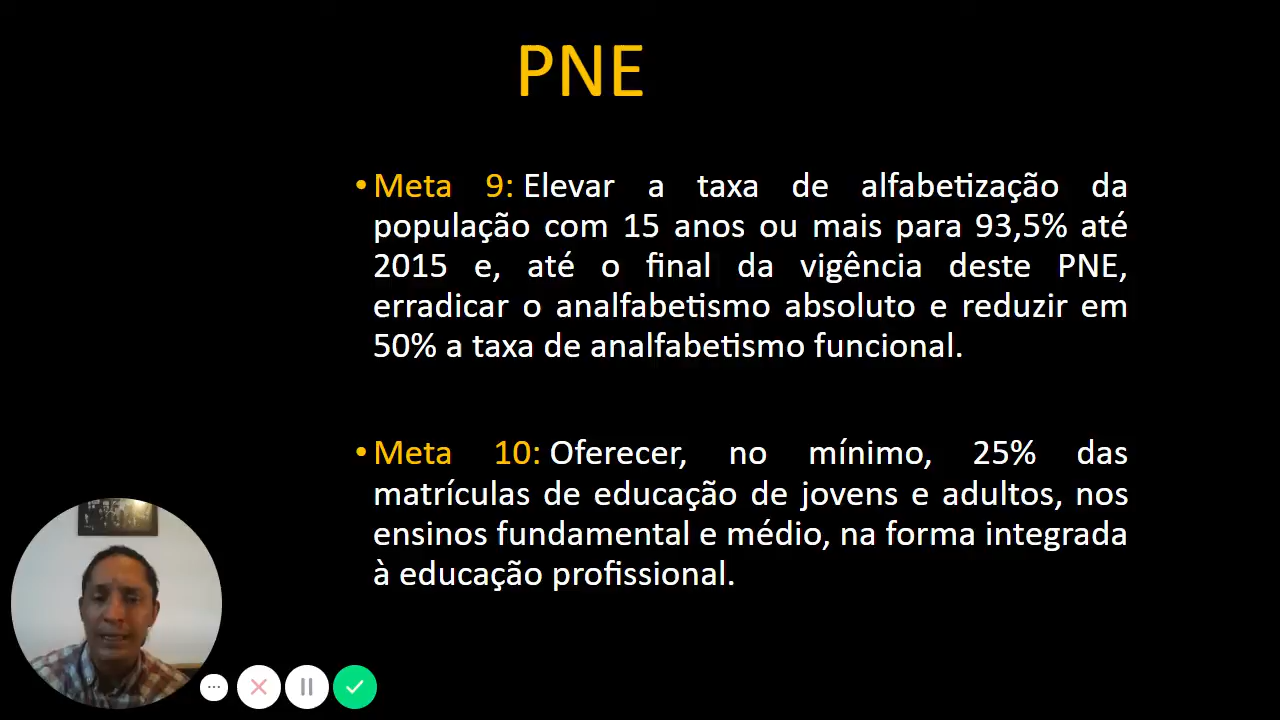 PNE
• Meta 9: Elevar a taxa de alfabetização da
população com 15 anos ou mais para 93,5% até
2015 e, até o final da vigência deste PNE,
erradicar o analfabetismo absoluto e reduzir em
50% a taxa de analfabetismo funcional.
• Meta 10: Oferecer, no mínimo, 25% das
matrículas de educação de jovens e adultos, nos
ensinos fundamental e médio, na forma integrada
à educação profissional.